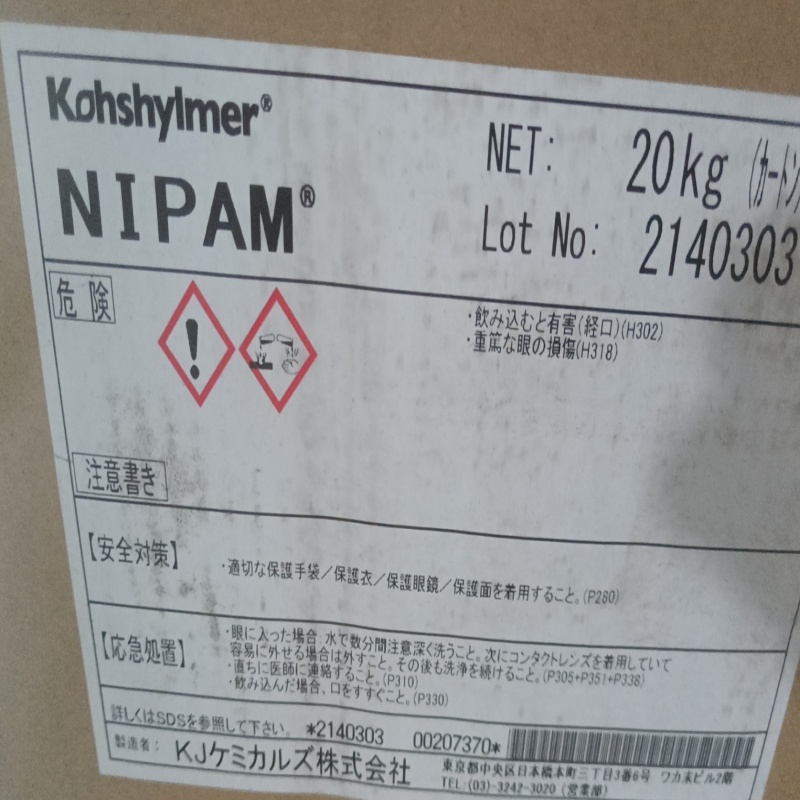 Kohshylmer®
NIPAM®
NET: 20kg (カートン
Lot No: 2140303
危険
・飲み込むと有害(経口)(H302)
・重篤な眼の損傷(H318)
注意書き
【安全対策】
・適切な保護手袋/保護衣/保護眼鏡/保護面を着用すること。(P280)
【応急処置】
・眼に入った場合、水で数分間注意深く洗うこと。次にコンタクトレンズを着用していて
容易に外せる場合は外すこと。その後も洗浄を続けること。(P305+P351+P338)
・直ちに医師に連絡すること。(P310)
・飲み込んだ場合、口をすすぐこと。(P330)
詳しくはSDSを参照して下さい。 *2140303 00207370*
製造者: KJケミカルズ株式会社
東京都中央区日本橋本町三丁目3番6号 ワカ末ビル2階
TEL:(03)-3242-3020 (営業部)